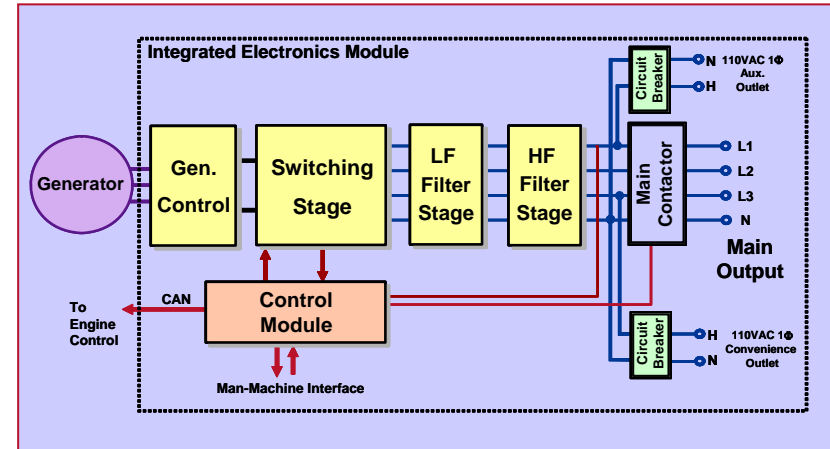 Integrated Electronics Module
Circuit
Breaker
N
H
110VAC 1Φ
Aux.
Outlet
Generator
Gen.
Control
Switching
Stage
LF
Filter
Stage
HF
Filter
Stage
Main
Contactor
L1
L2
L3
N
Main
Output
To
Engine
Control
CAN
Control
Module
Man-Machine Interface
Circuit
Breaker
H
N
110VAC 1Φ
Convenience
Outlet